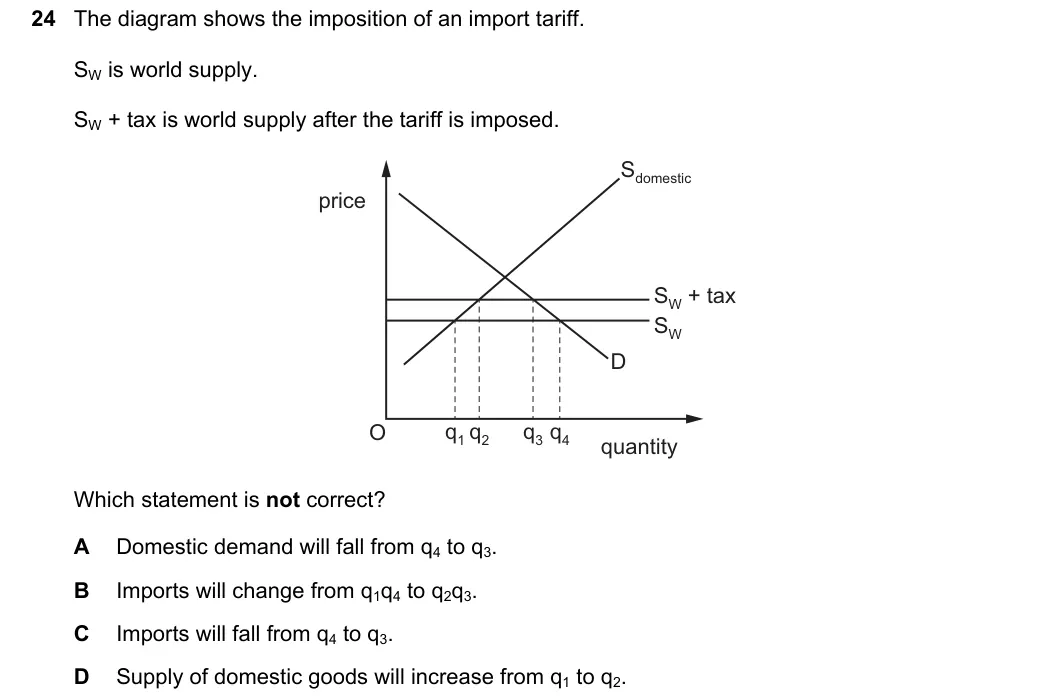 24 The diagram shows the imposition of an import tariff.
SW is world supply.
SW + tax is world supply after the tariff is imposed.
Sdomestic
price
SW + tax
SW
D
O
q1 q2 q3 q4
quantity
Which statement is not correct?
A Domestic demand will fall from q4 to q3.
B Imports will change from q1q4 to q2q3.
C Imports will fall from q4 to q3.
D Supply of domestic goods will increase from q1 to q2.